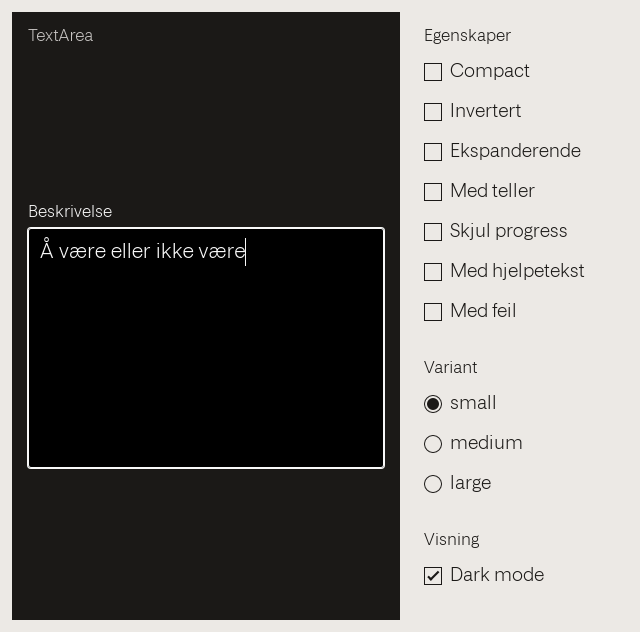 TextArea
Beskrivelse
Å være eller ikke være
Egenskaper
Compact
Invertert
Ekspanderende
Med teller
Skjul progress
Med hjelpetekst
Med feil
Variant
small
medium
large
Visning
Dark mode